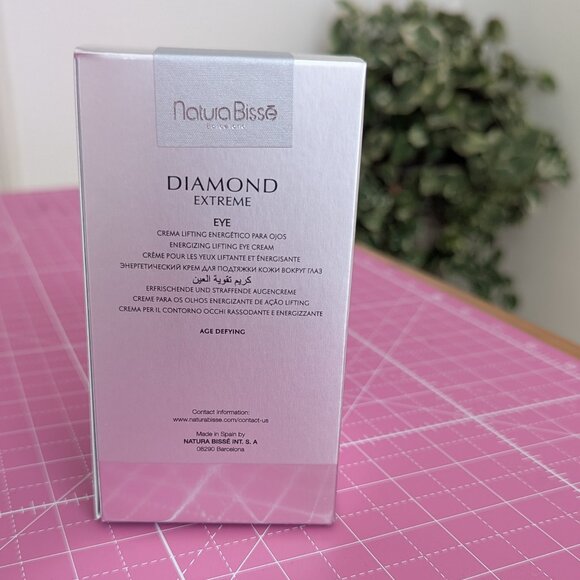 Natura Bissé
Barcelona
DIAMOND
EXTREME
EYE
CREMA LIFTING ENERGÉTICO PARA OJOS
ENERGIZING LIFTING EYE CREAM
CRÈME POUR LES YEUX LIFTANTE ET ÉNERGISANTE
ЭНЕРГЕТИЧЕСКИЙ КРЕМ ДЛЯ ПОДТЯЖКИ КОЖИ ВОКРУГ ГЛАЗ
كريم تقوية العين
ERFRISCHENDE UND STRAFFENDE AUGENCREME
CREME PARA OS OLHOS ENERGIZANTE DE AÇÃO LIFTING
CREMA PER IL CONTORNO OCCHI RASSODANTE E ENERGIZZANTE
AGE DEFYING
Contact information:
www.naturabisse.com/contact-us
Made in Spain by
NATURA BISSÉ INT. S. A
08290 Barcelona